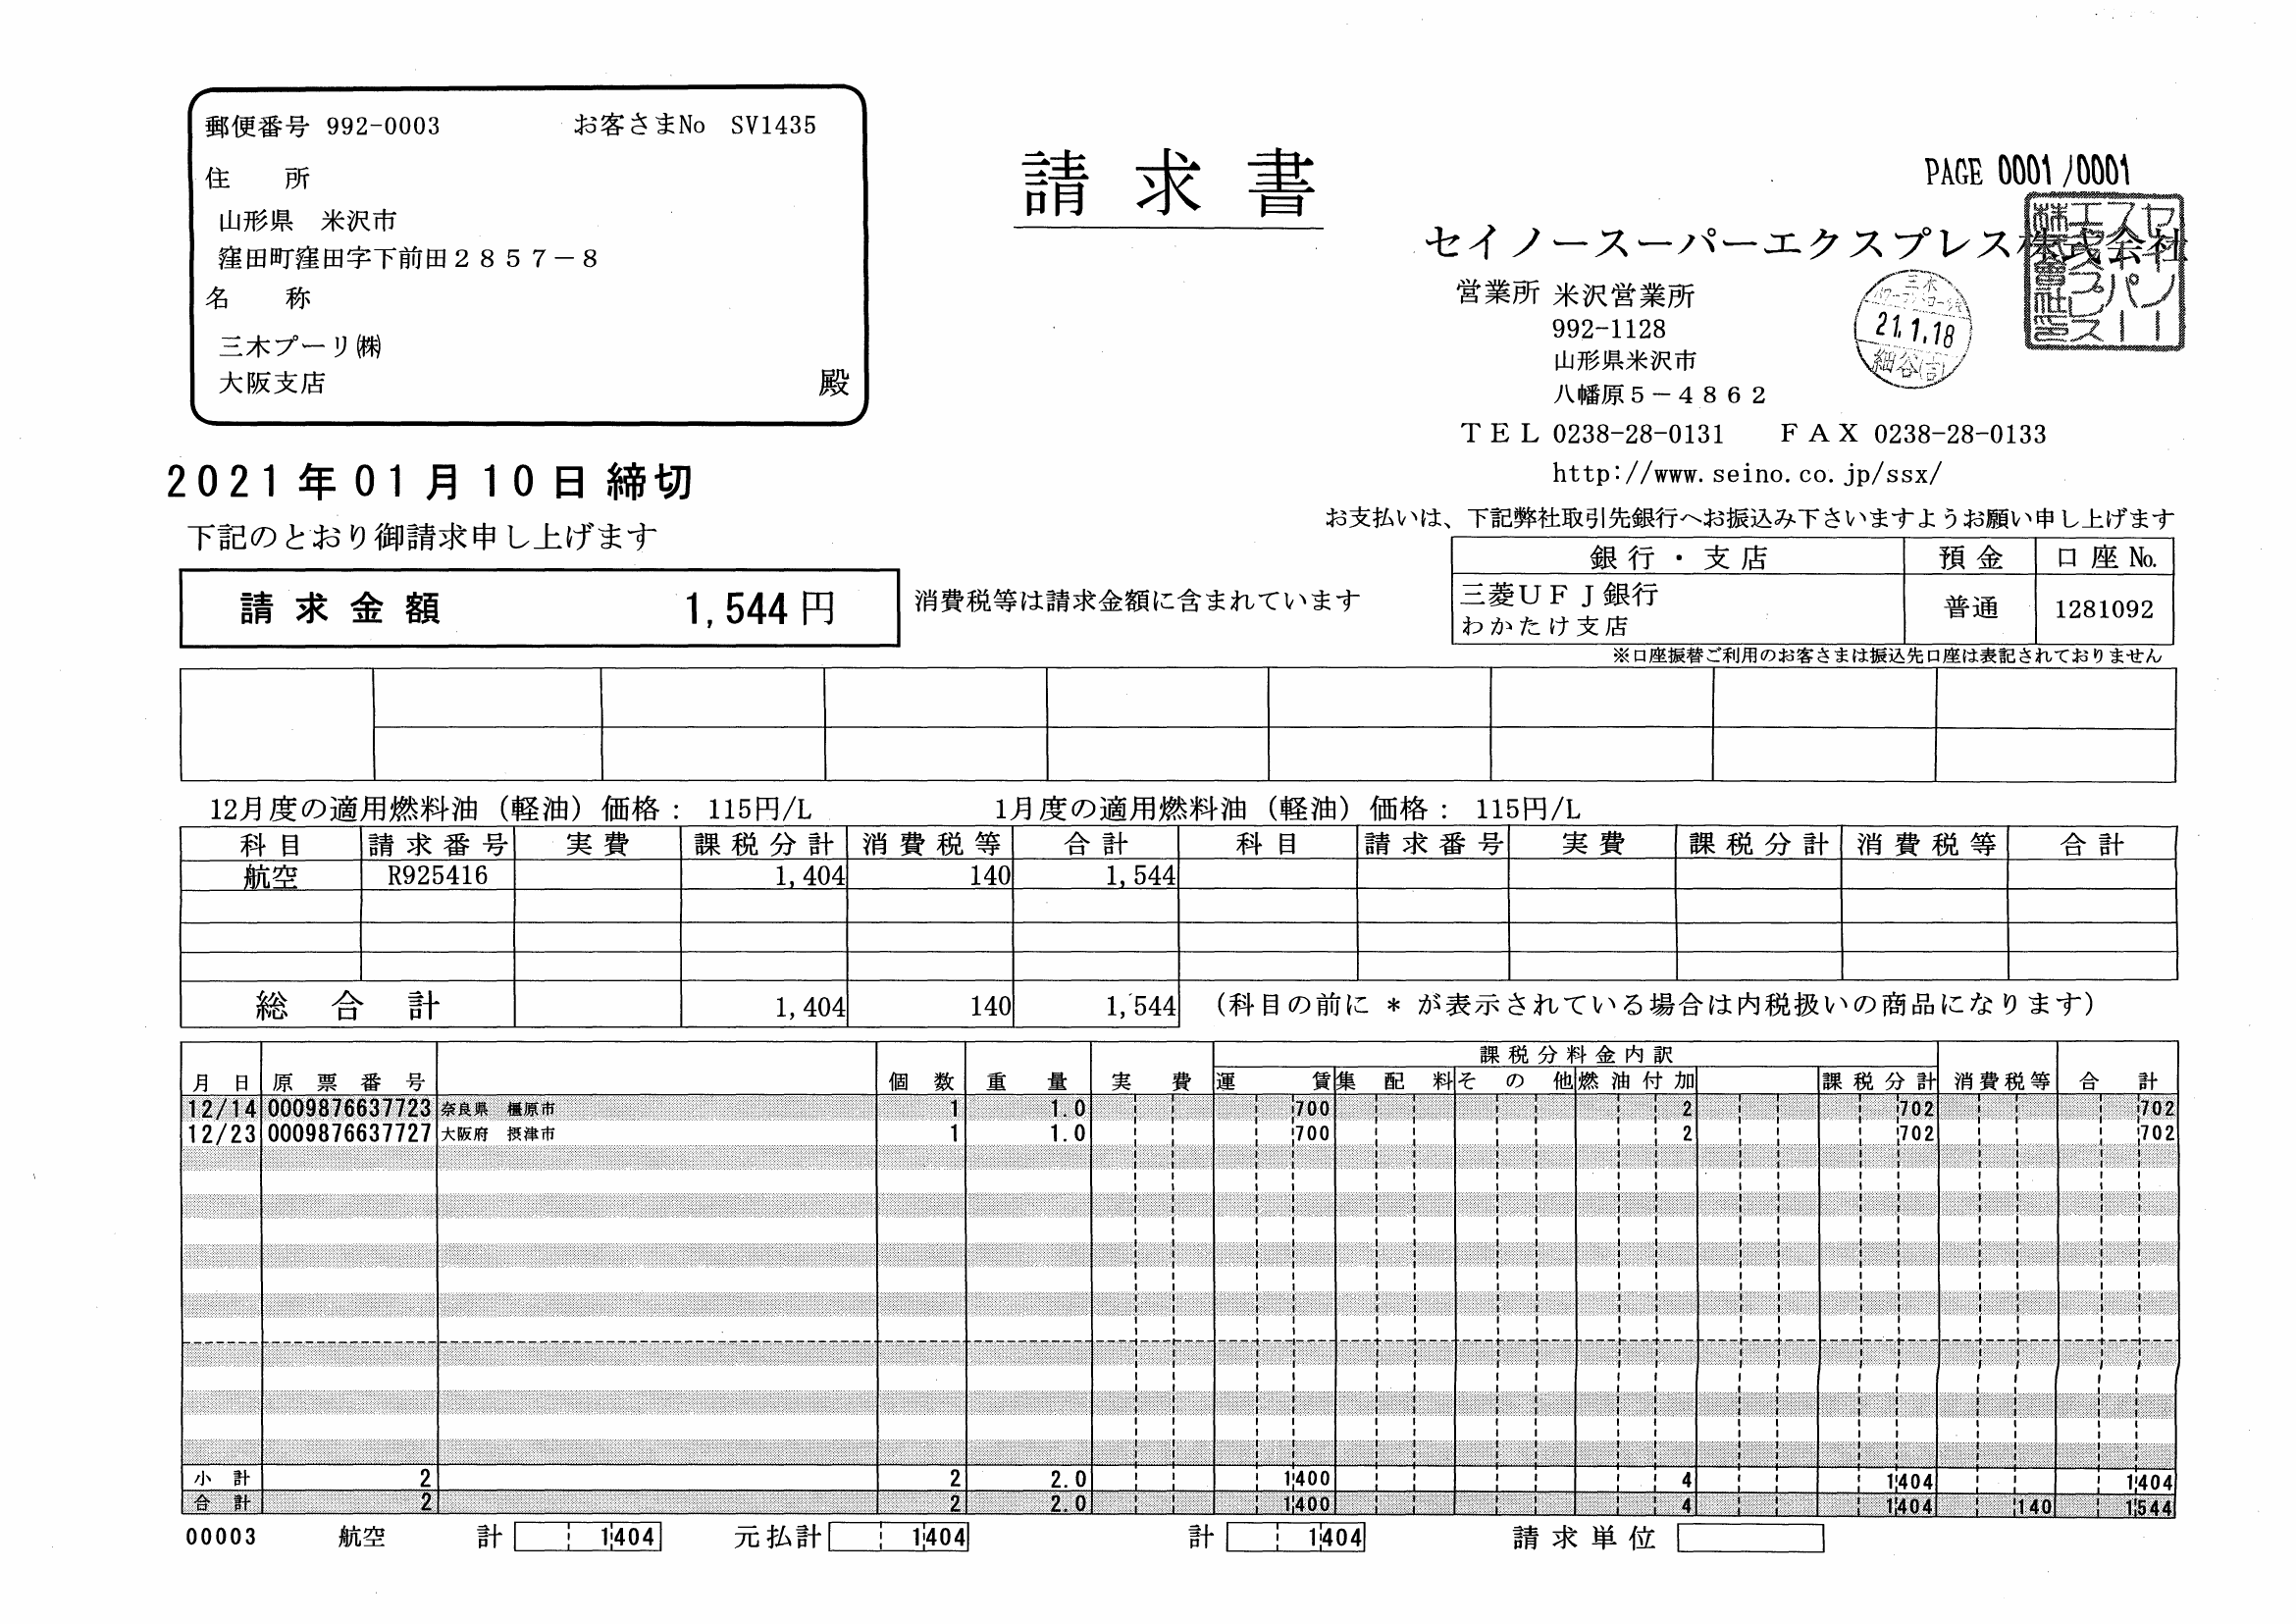 郵便番号 992-0003 お客さまNo SV1435
住 所
山形県 米沢市
窪田町窪田字下前田２８５７－８
名 称
三木プーリ㈱
大阪支店 殿
請求書
PAGE 0001/0001
セイノースーパーエクスプレス株式会社
営業所 米沢営業所
992-1128
山形県米沢市
八幡原５－４８６２
ＴＥＬ 0238-28-0131 ＦＡＸ 0238-28-0133
http://www.seino.co.jp/ssx/
三木
21.1.18
細谷(吉)
2021年01月10日締切
下記のとおり御請求申し上げます
お支払いは、下記弊社取引先銀行へお振込み下さいますようお願い申し上げます
請求金額 1,544円
消費税等は請求金額に含まれています
銀行・支店 預金 口座No.
三菱ＵＦＪ銀行
わかたけ支店 普通 1281092
※口座振替ご利用のお客さまは振込先口座は表記されておりません
12月度の適用燃料油（軽油）価格： 115円/L 1月度の適用燃料油（軽油）価格： 115円/L
科目 請求番号 実費 課税分計 消費税等 合計 科目 請求番号 実費 課税分計 消費税等 合計
航空 R925416 1,404 140 1,544
総合計 1,404 140 1,544 （科目の前に * が表示されている場合は内税扱いの商品になります）
課税分料金内訳
月日 原票番号 個数 重量 実費 運賃 集配料 その他 燃油付加 課税分計 消費税等 合計
12/14 0009876637723 奈良県 橿原市 1 1.0 700 2 702 702
12/23 0009876637727 大阪府 摂津市 1 1.0 700 2 702 702
小計 2 2 2.0 1400 4 1404 1404
合計 2 2 2.0 1400 4 1404 140 1544
00003 航空 計 1404 元払計 1404 計 1404 請求単位